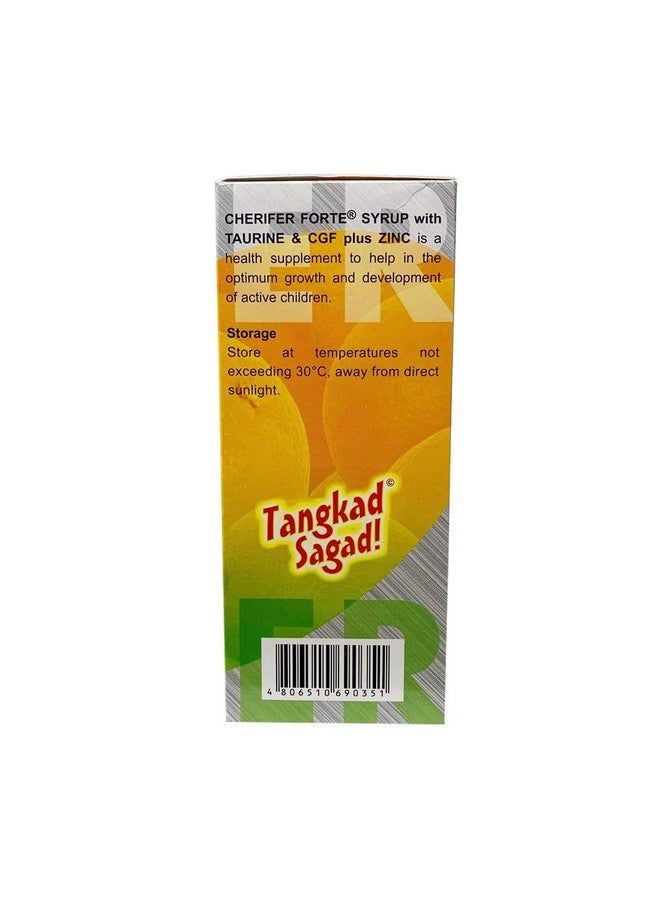 CHERIFER FORTE® SYRUP with
TAURINE & CGF plus ZINC is a
health supplement to help in the
optimum growth and development
of active children.
Storage
Store at temperatures not
exceeding 30°C, away from direct
sunlight.
Tangkad©
Sagad!
ER
ER
4 806510 690351